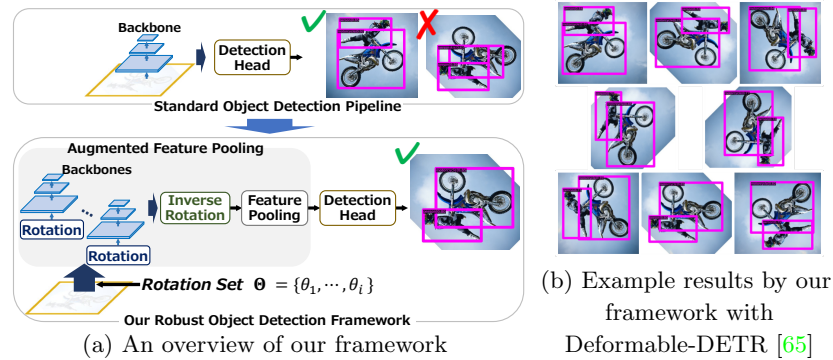 Backbone
Detection
Head
Standard Object Detection Pipeline
Augmented Feature Pooling
Backbones
Inverse
Rotation
Feature
Pooling
Detection
Head
Rotation
Rotation
Rotation Set Θ = {θ₁, ⋯, θᵢ}
Our Robust Object Detection Framework
(a) An overview of our framework
(b) Example results by our
framework with
Deformable-DETR [65]